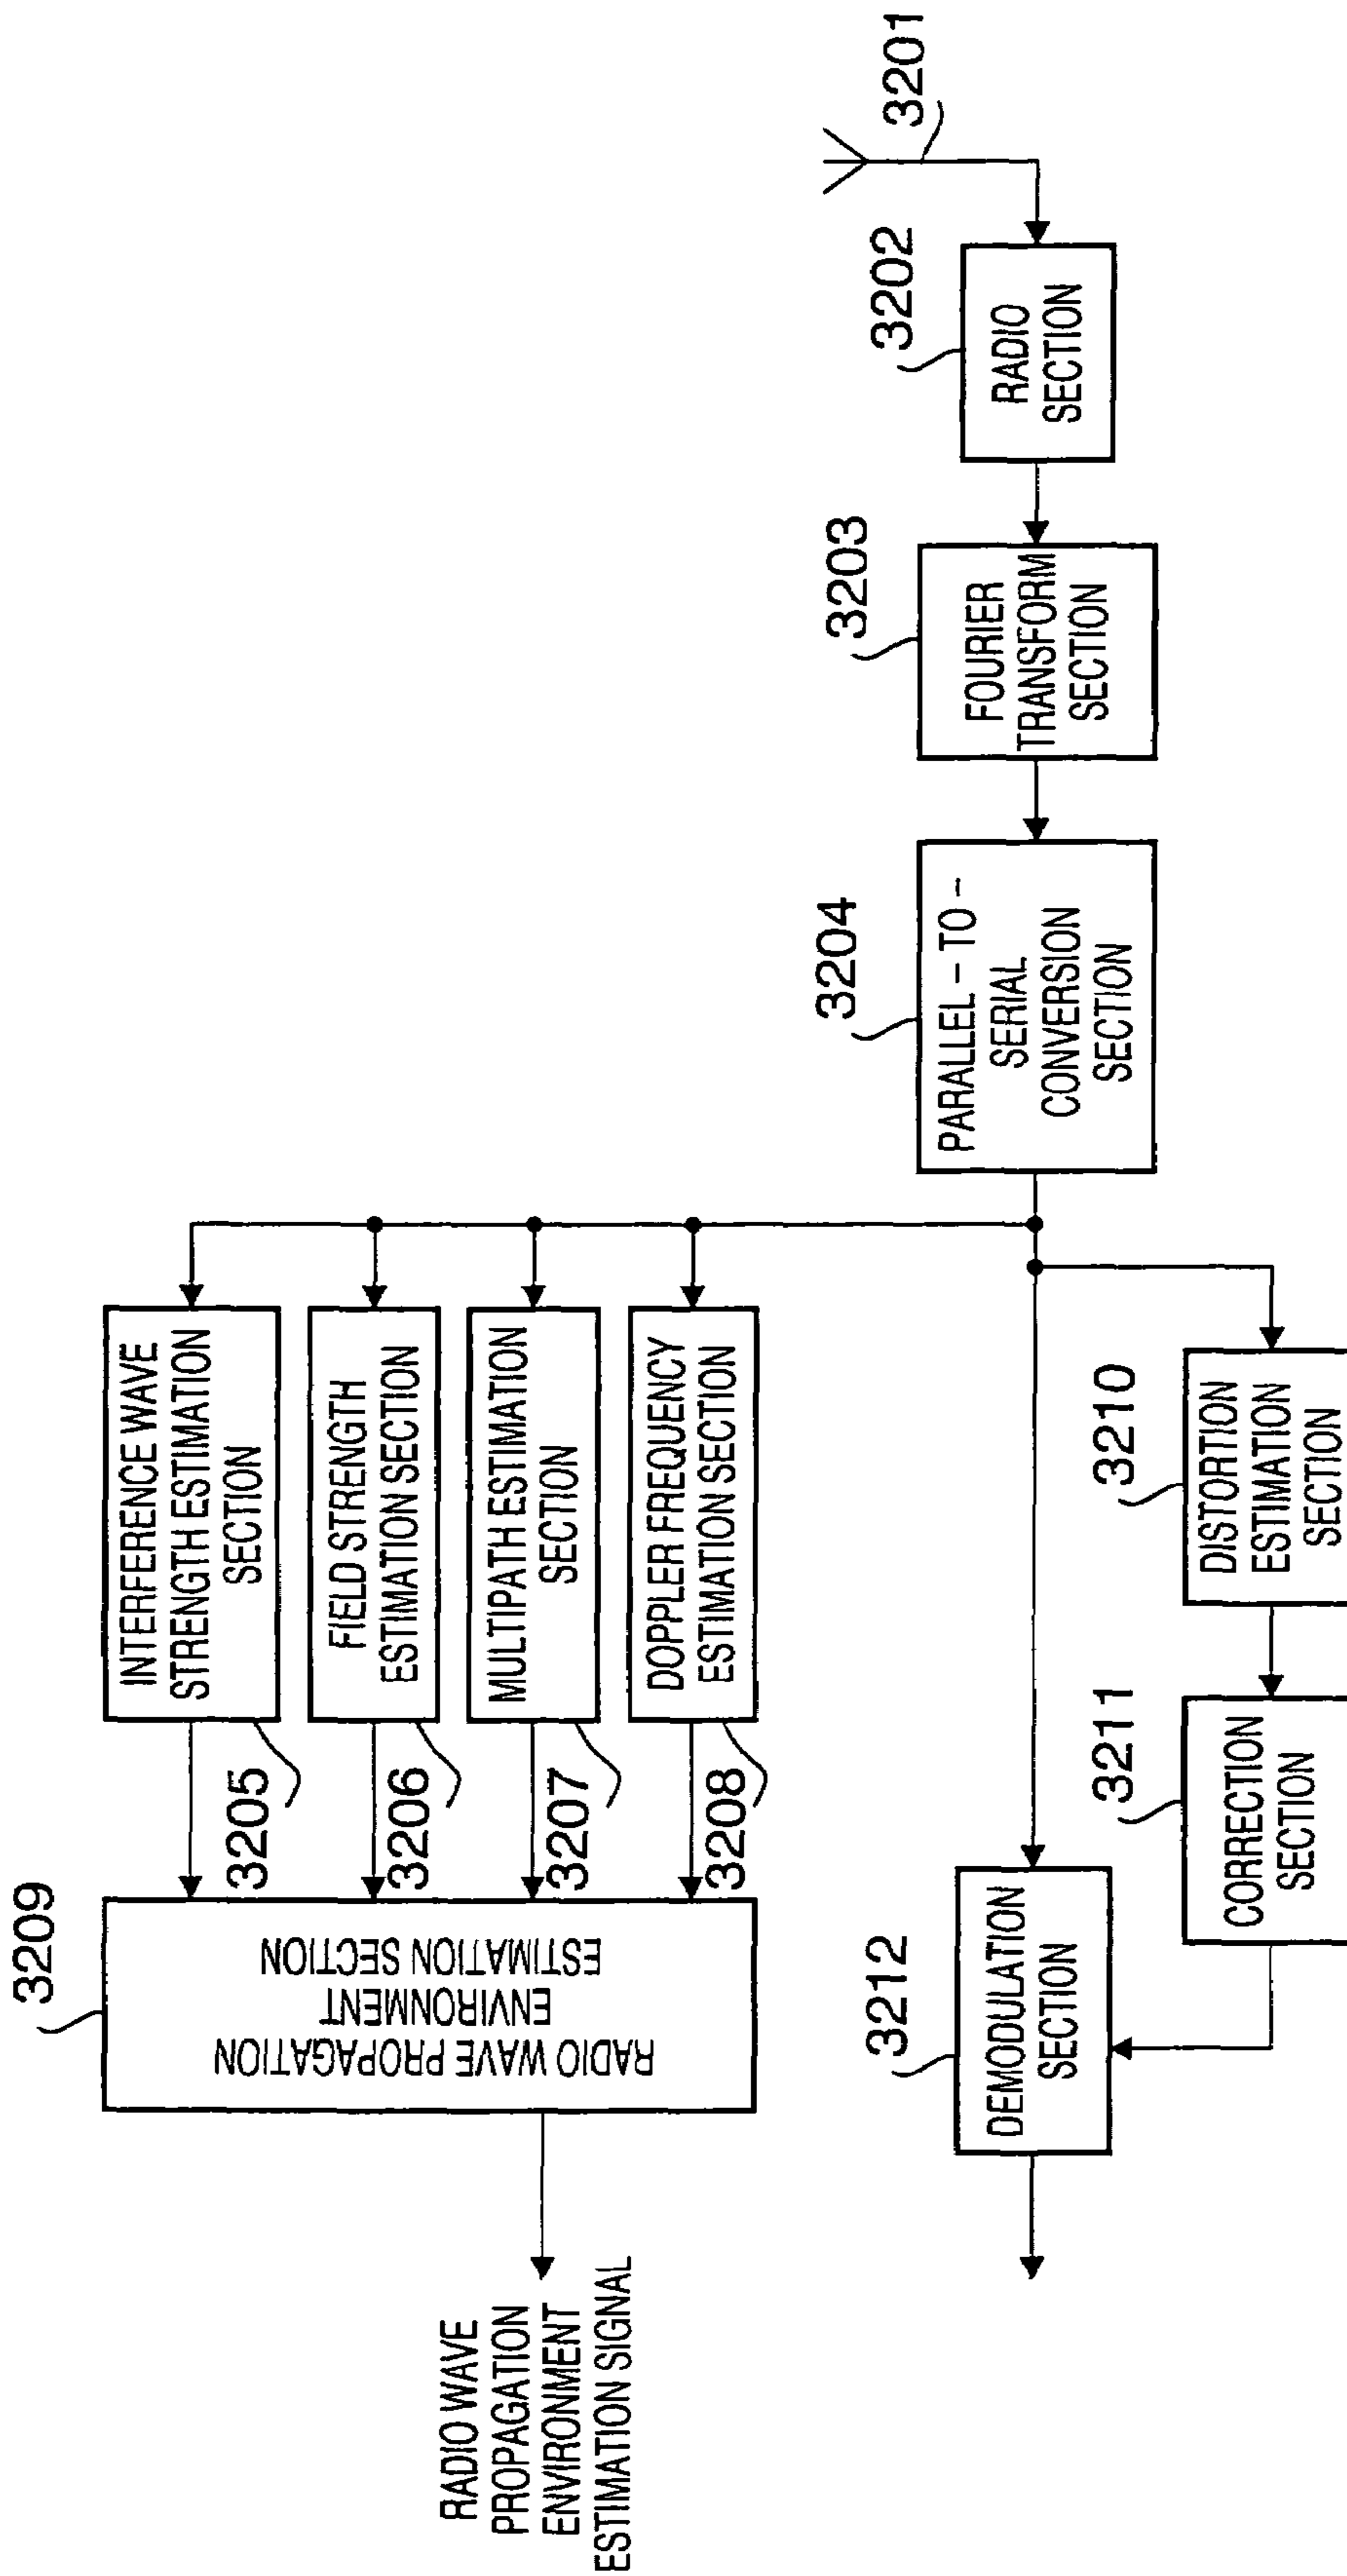 3201
3202
RADIO
SECTION
3203
FOURIER
TRANSFORM
SECTION
3204
PARALLEL – TO –
SERIAL
CONVERSION
SECTION
INTERFERENCE WAVE
STRENGTH ESTIMATION
SECTION
3205
FIELD STRENGTH
ESTIMATION SECTION
3206
MULTIPATH ESTIMATION
SECTION
3207
DOPPLER FREQUENCY
ESTIMATION SECTION
3208
3209
RADIO WAVE PROPAGATION
ENVIRONMENT
ESTIMATION SECTION
RADIO WAVE
PROPAGATION
ENVIRONMENT
ESTIMATION SIGNAL
3210
DISTORTION
ESTIMATION
SECTION
3211
CORRECTION
SECTION
3212
DEMODULATION
SECTION